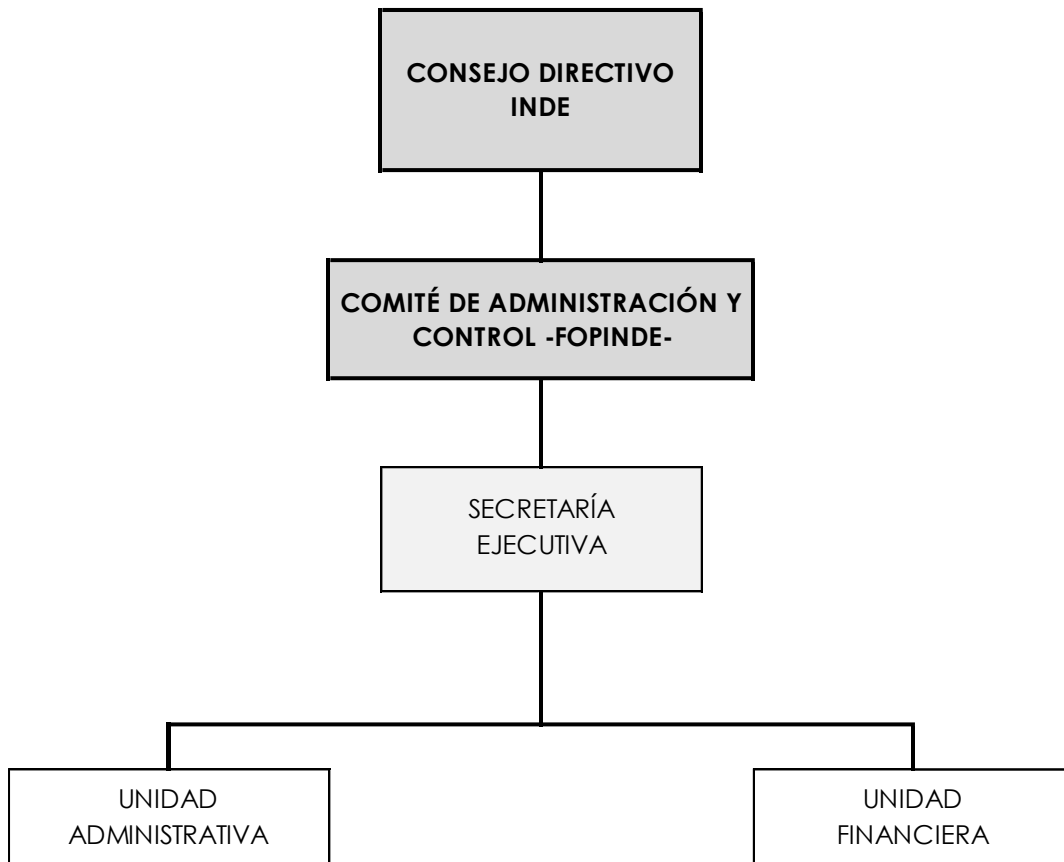 CONSEJO DIRECTIVO
INDE
COMITÉ DE ADMINISTRACIÓN Y
CONTROL -FOPINDE-
SECRETARÍA
EJECUTIVA
UNIDAD
ADMINISTRATIVA
UNIDAD
FINANCIERA